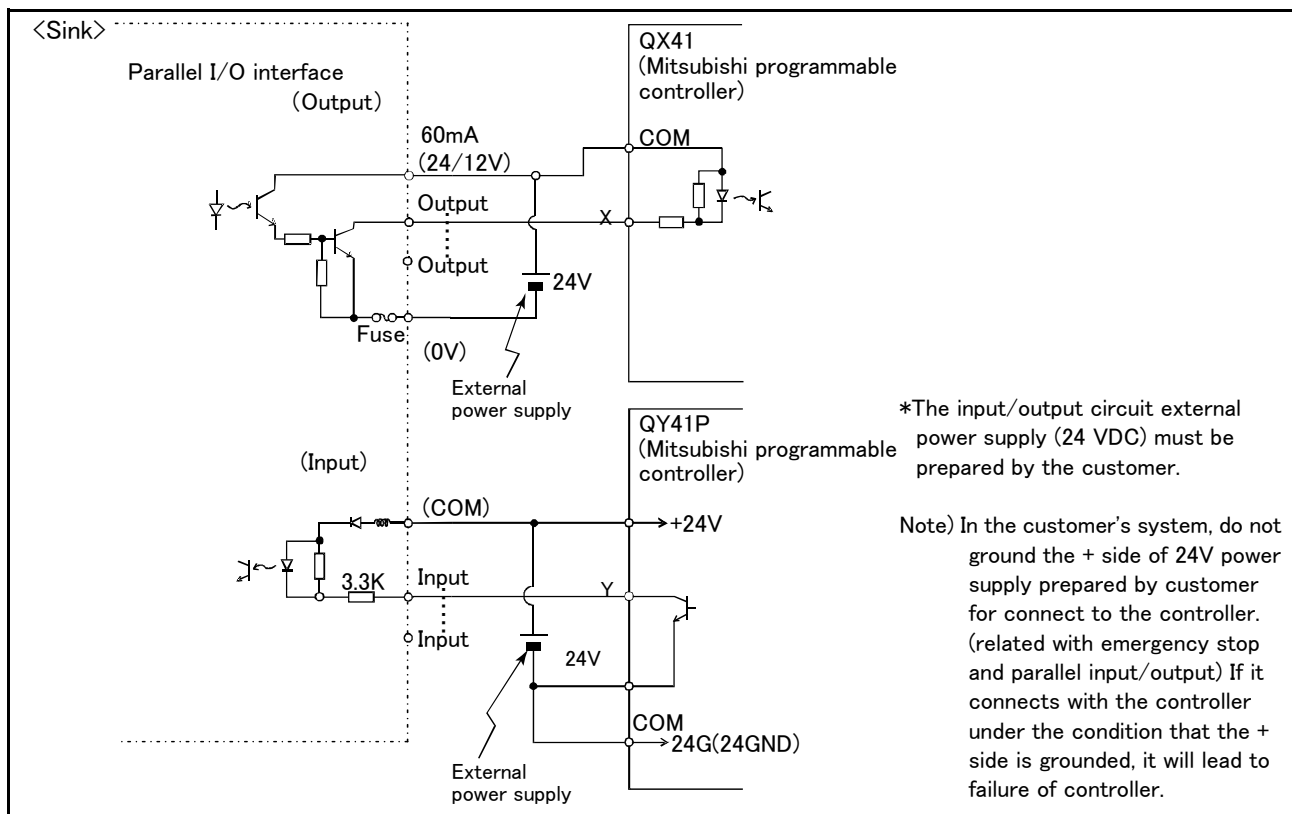 <Sink>
Parallel I/O interface
(Output)
QX41
(Mitsubishi programmable
controller)
60mA
(24/12V)
COM
Output
X
Output
24V
Fuse
(0V)
External
power supply
QY41P
(Mitsubishi programmable
controller)
(Input)
(COM)
+24V
3.3K
Input
Y
Input
24V
COM
24G(24GND)
External
power supply
*The input/output circuit external
power supply (24 VDC) must be
prepared by the customer.
Note) In the customer's system, do not
ground the + side of 24V power
supply prepared by customer
for connect to the controller.
(related with emergency stop
and parallel input/output) If it
connects with the controller
under the condition that the +
side is grounded, it will lead to
failure of controller.